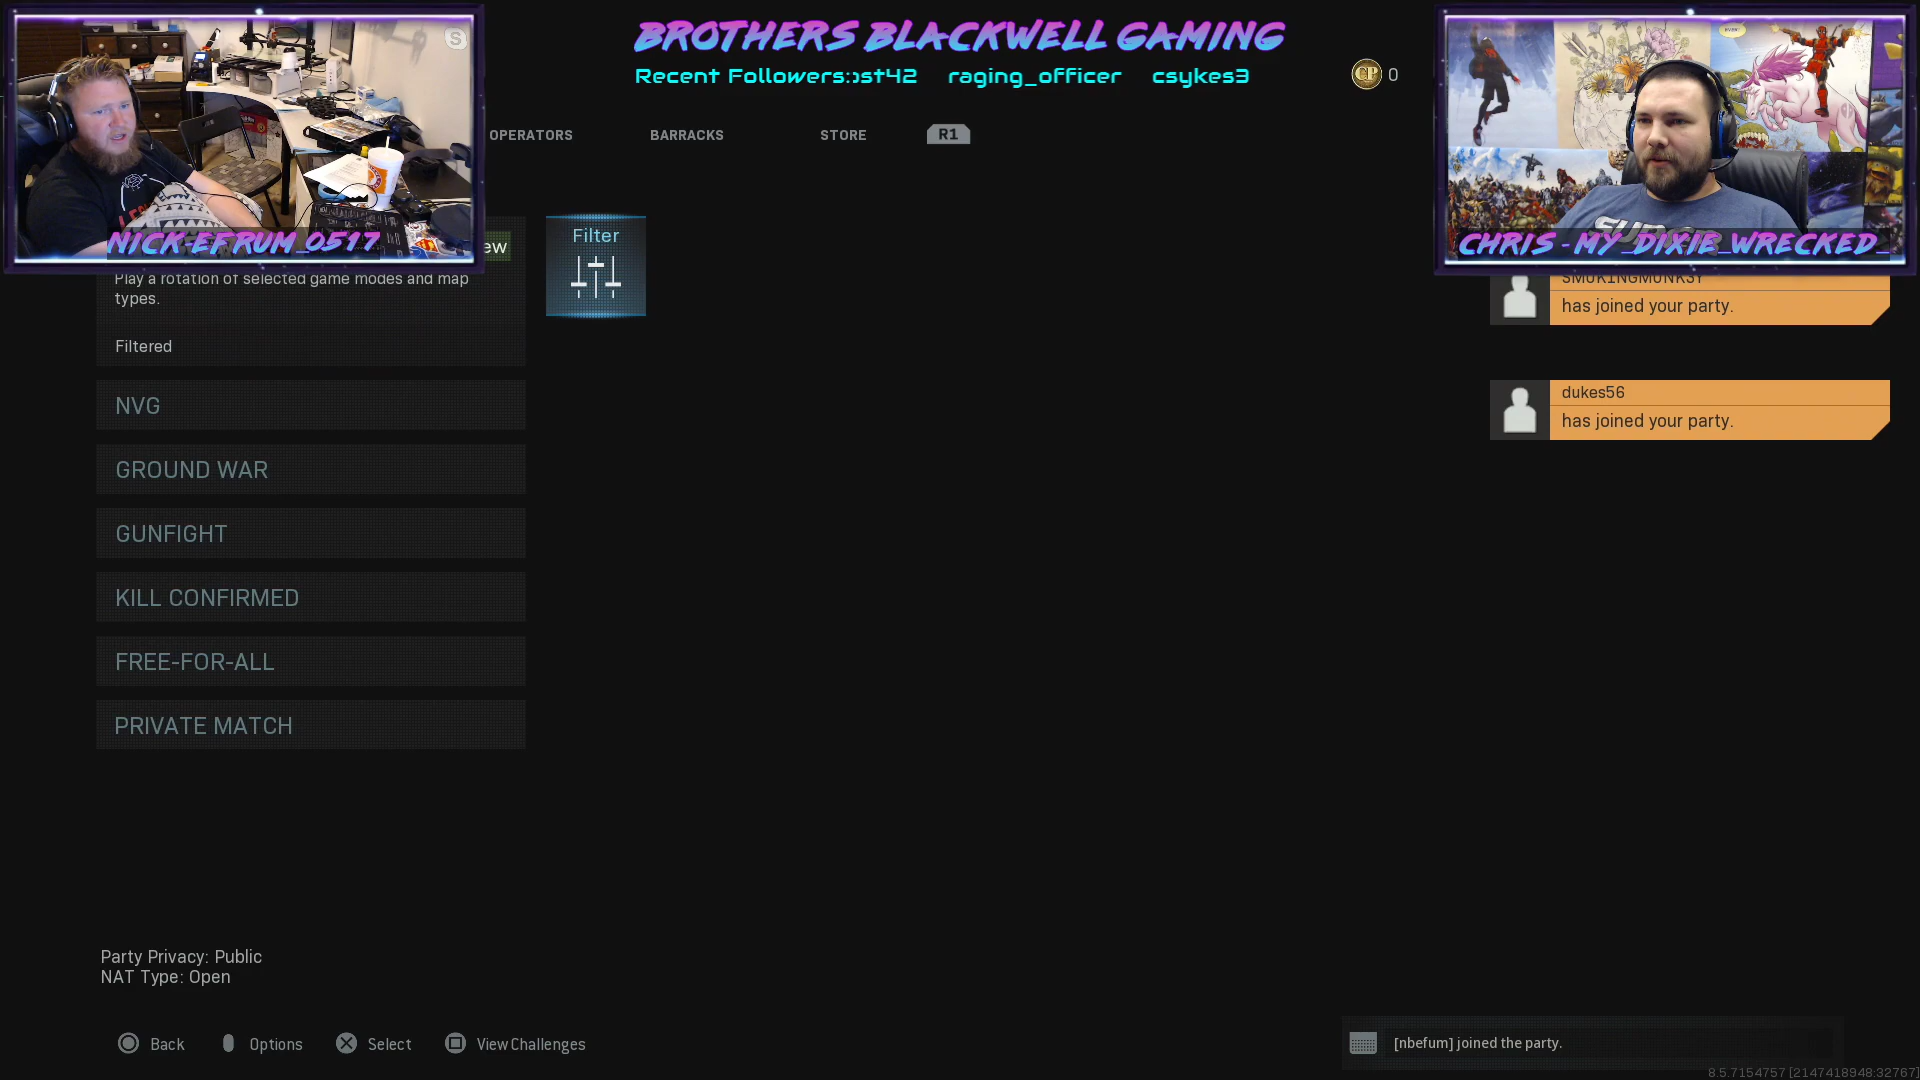 BROTHERS BLACKWELL GAMING
Recent Followers::st42 raging_officer csykes3
0
OPERATORS
BARRACKS
STORE
R1
NICK-EFRUM_0517
CHRIS - MY_DIXIE_WRECKED_
ew
Filter
Play a rotation of selected game modes and map
types.
Filtered
SMOKINGMONK3Y
has joined your party.
dukes56
has joined your party.
NVG
GROUND WAR
GUNFIGHT
KILL CONFIRMED
FREE-FOR-ALL
PRIVATE MATCH
Party Privacy: Public
NAT Type: Open
Back
Options
Select
View Challenges
[nbefum] joined the party.
8.5.7154757 [2147418948:32767]